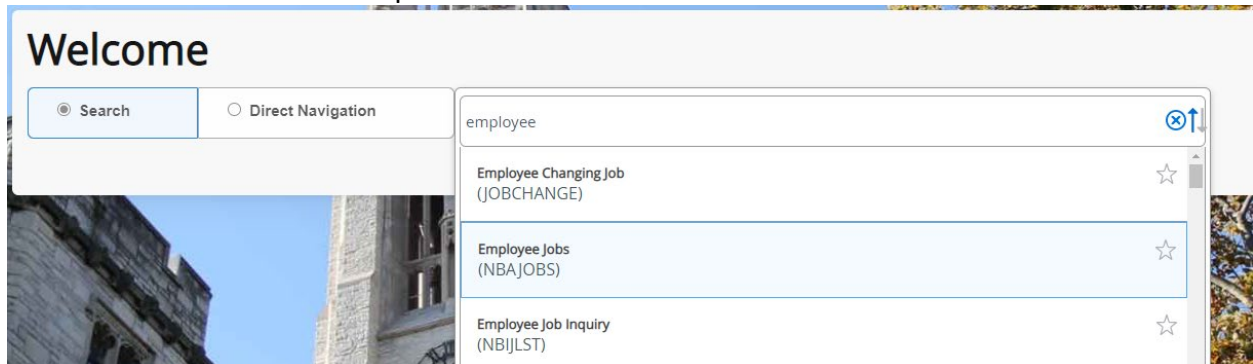 Welcome
Search
Direct Navigation
employee
Employee Changing Job
(JOBCHANGE)
Employee Jobs
(NBAJOBS)
Employee Job Inquiry
(NBIJLST)